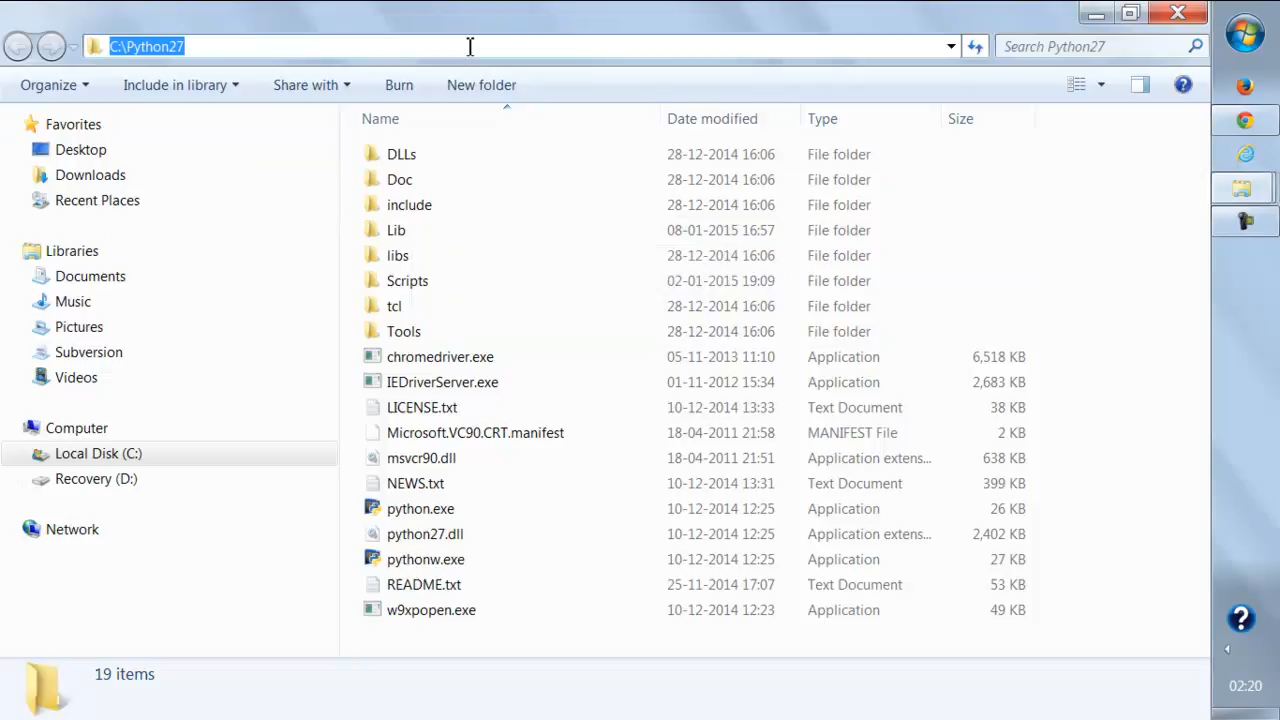 C:\Python27
Search Python27
Organize Include in library Share with Burn New folder
Favorites
Desktop
Downloads
Recent Places
Libraries
Documents
Music
Pictures
Subversion
Videos
Computer
Local Disk (C:)
Recovery (D:)
Network
Name Date modified Type Size
DLLs 28-12-2014 16:06 File folder
Doc 28-12-2014 16:06 File folder
include 28-12-2014 16:06 File folder
Lib 08-01-2015 16:57 File folder
libs 28-12-2014 16:06 File folder
Scripts 02-01-2015 19:09 File folder
tcl 28-12-2014 16:06 File folder
Tools 28-12-2014 16:06 File folder
chromedriver.exe 05-11-2013 11:10 Application 6,518 KB
IEDriverServer.exe 01-11-2012 15:34 Application 2,683 KB
LICENSE.txt 10-12-2014 13:33 Text Document 38 KB
Microsoft.VC90.CRT.manifest 18-04-2011 21:58 MANIFEST File 2 KB
msvcr90.dll 18-04-2011 21:51 Application extens... 638 KB
NEWS.txt 10-12-2014 13:31 Text Document 399 KB
python.exe 10-12-2014 12:25 Application 26 KB
python27.dll 10-12-2014 12:25 Application extens... 2,402 KB
pythonw.exe 10-12-2014 12:25 Application 27 KB
README.txt 25-11-2014 17:07 Text Document 53 KB
w9xpopen.exe 10-12-2014 12:23 Application 49 KB
19 items
02:20